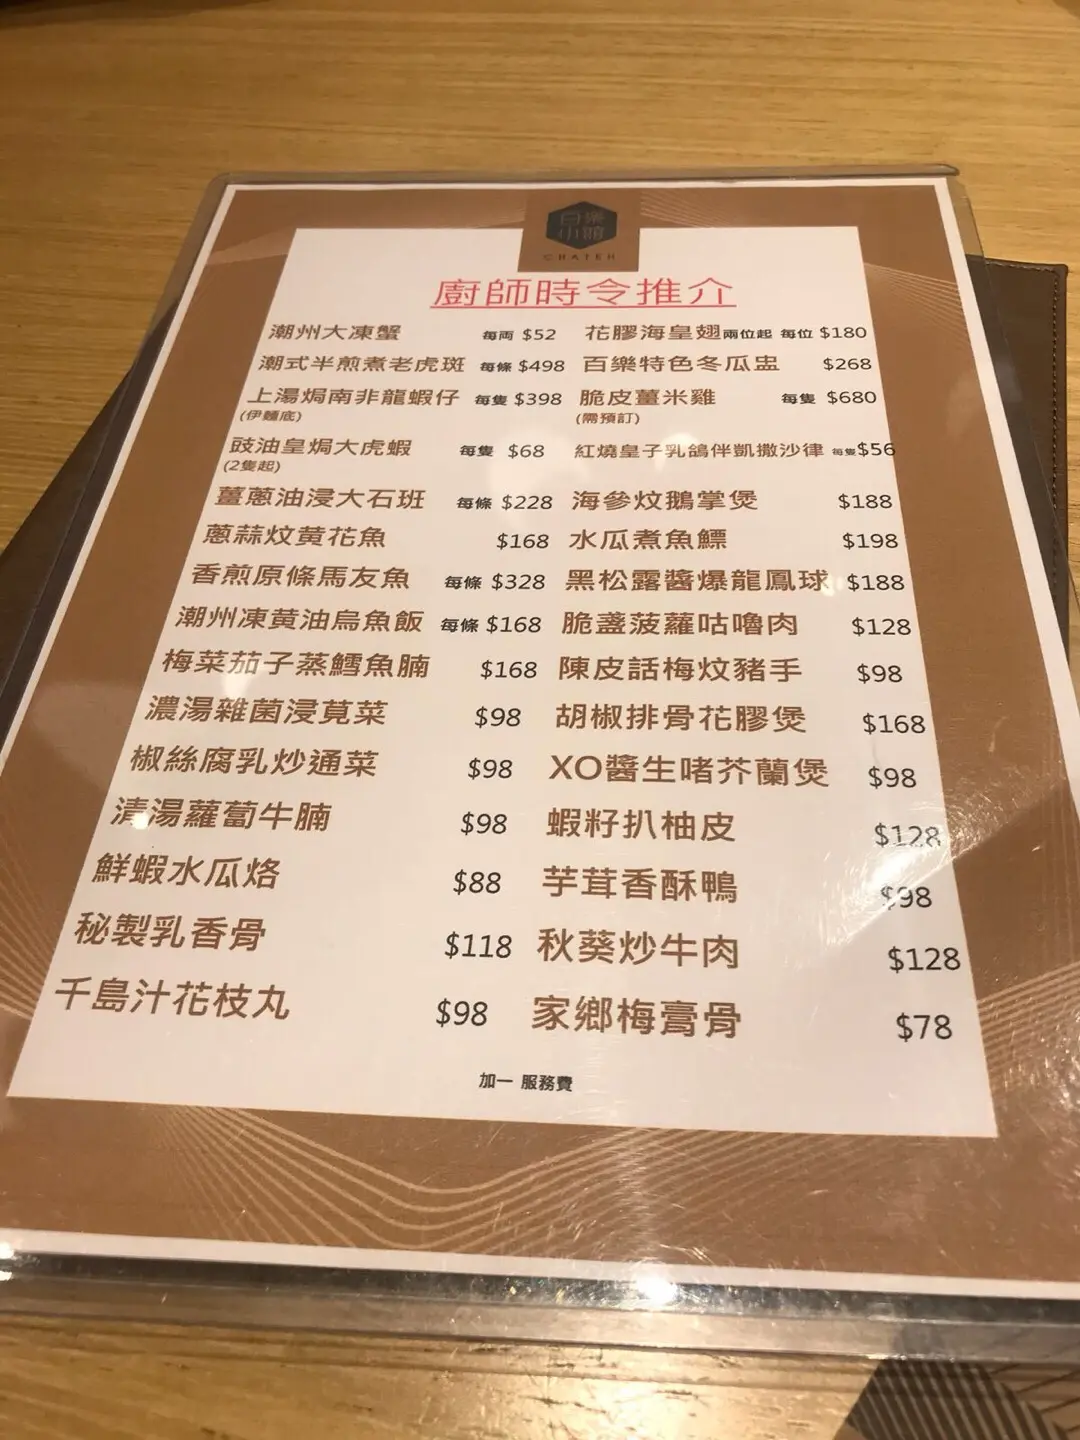 百樂
小館
CHATER
廚師時令推介
潮州大凍蟹 每両 $52
潮式半煎煮老虎斑 每條 $498
上湯焗南非龍蝦仔 每隻 $398
(伊麵底)
豉油皇焗大虎蝦 每隻 $68
(2隻起)
薑蔥油浸大石班 每條 $228
蔥蒜炆黄花魚 $168
香煎原條馬友魚 每條 $328
潮州凍黄油烏魚飯 每條 $168
梅菜茄子蒸鱈魚腩 $168
濃湯雜菌浸莧菜 $98
椒絲腐乳炒通菜 $98
清湯蘿蔔牛腩 $98
鮮蝦水瓜烙 $88
秘製乳香骨 $118
千島汁花枝丸 $98
花膠海皇翅兩位起 每位 $180
百樂特色冬瓜盅 $268
脆皮薑米雞 每隻 $680
(需預訂)
紅燒皇子乳鴿伴凱撒沙律 每隻$56
海參炆鵝掌煲 $188
水瓜煮魚鰾 $198
黑松露醬爆龍鳳球 $188
脆盞菠蘿咕嚕肉 $128
陳皮話梅炆豬手 $98
胡椒排骨花膠煲 $168
XO醬生啫芥蘭煲 $98
蝦籽扒柚皮 $128
芋茸香酥鴨 $98
秋葵炒牛肉 $128
家鄉梅膏骨 $78
加一 服務費